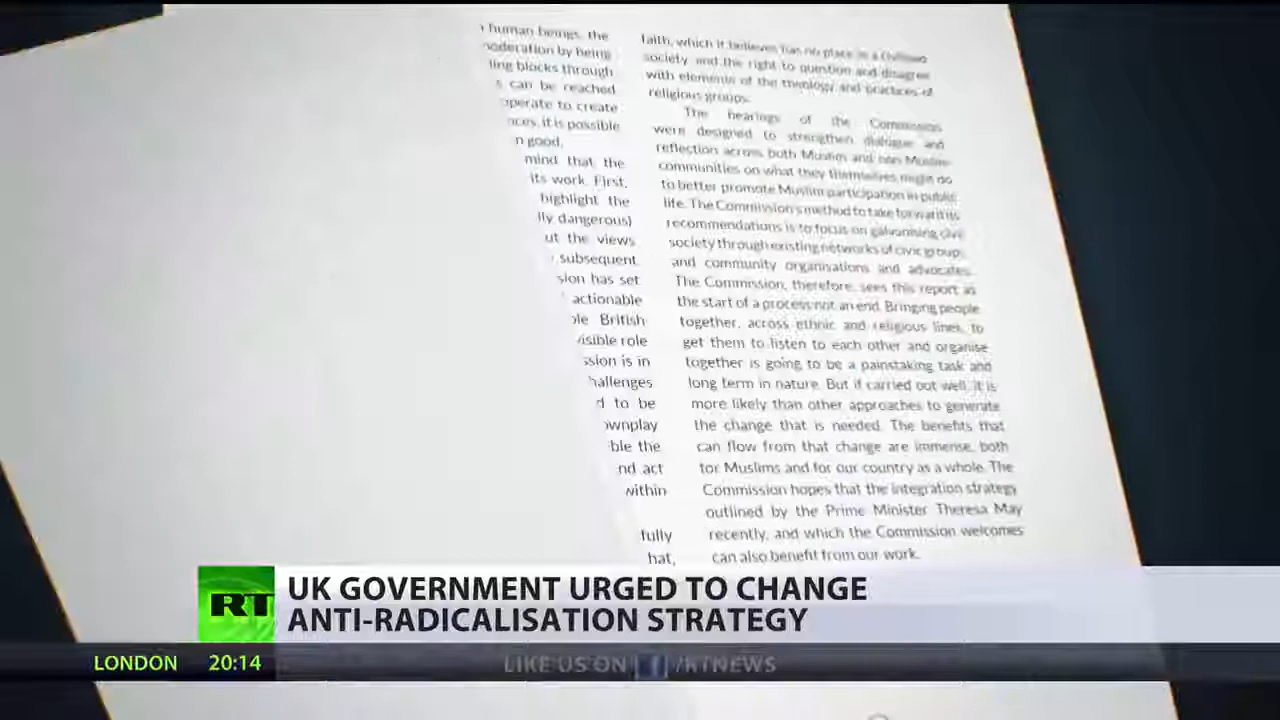 human beings, the
moderation by being
ling blocks through
can be reached
operate to create
nces, it is possible
n good,
mind that the
its work. First,
highlight the
lly dangerous)
ut the views
subsequent
sion has set
actionable
ole British
visible role
ssion is in
hallenges
d to be
ownplay
ble the
nd act
within
fully
hat,
faith, which it believes has no place in a civilised
society and the right to question and disagree
with elements of the theology and practices of
religious groups.
The hearings of the Commission
were designed to strengthen dialogue and
reflection across both Muslim and non Muslim
communities on what they themselves might do
to better promote Muslim participation in public
life. The Commission's method to take forward its
recommendations is to focus on galvanising civic
society through existing networks of civic groups
and community organisations and advocates.
The Commission, therefore, sees this report as
the start of a process not an end. Bringing people
together, across ethnic and religious lines, to
get them to listen to each other and organise
together is going to be a painstaking task and
long term in nature. But if carried out well, it is
more likely than other approaches to generate
the change that is needed. The benefits that
can flow from that change are immense, both
for Muslims and for our country as a whole. The
Commission hopes that the integration strategy
outlined by the Prime Minister Theresa May
recently, and which the Commission welcomes
can also benefit from our work.
RT
UK GOVERNMENT URGED TO CHANGE
ANTI-RADICALISATION STRATEGY
LONDON 20:14 LIKE US ON f /RTNEWS